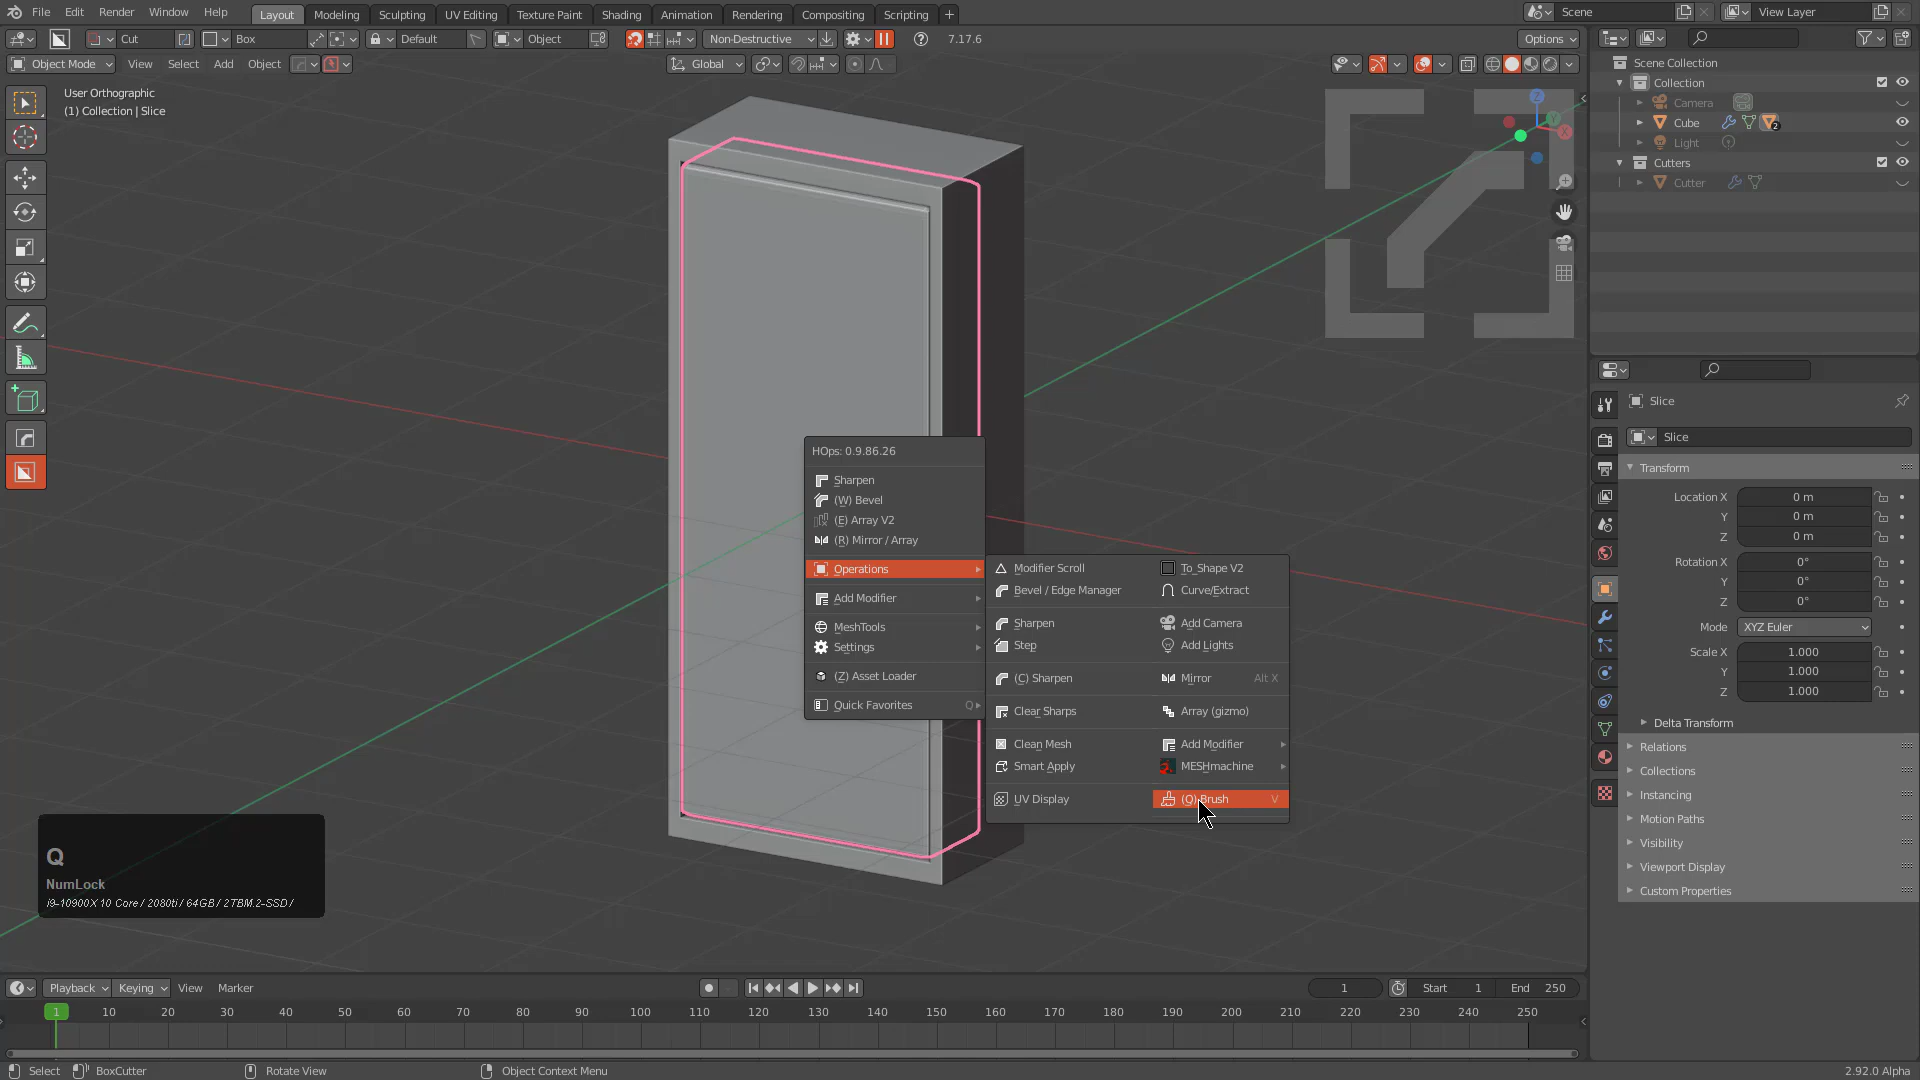 File Edit Render Window Help Layout Modeling Sculpting UV Editing Texture Paint Shading Animation Rendering Compositing Scripting + Scene View Layer
Cut Box Default Object Non-Destructive 7.17.6 Options
Object Mode View Select Add Object Global
User Orthographic
(1) Collection | Slice
Scene Collection
Collection
Camera
Cube 2
Light
Cutters
Cutter
Z
Y
X
Slice
Slice
Transform
Location X 0 m
Y 0 m
Z 0 m
Rotation X 0°
Y 0°
Z 0°
Mode XYZ Euler
Scale X 1.000
Y 1.000
Z 1.000
Delta Transform
Relations
Collections
Instancing
Motion Paths
Visibility
Viewport Display
Custom Properties
HOps: 0.9.86.26
Sharpen
(W) Bevel
(E) Array V2
(R) Mirror / Array
Operations
Add Modifier
MeshTools
Settings
(Z) Asset Loader
Quick Favorites Q
Modifier Scroll To_Shape V2
Bevel / Edge Manager Curve/Extract
Sharpen Add Camera
Step Add Lights
(C) Sharpen Mirror Alt X
Clear Sharps Array (gizmo)
Clean Mesh Add Modifier
Smart Apply MESHmachine
UV Display (Q) Brush V
Q
NumLock
i9-10900X 10 Core / 2080ti / 64GB / 2TBM.2-SSD /
Playback Keying View Marker 1 Start 1 End 250
1 10 20 30 40 50 60 70 80 90 100 110 120 130 140 150 160 170 180 190 200 210 220 230 240 250
Select BoxCutter Rotate View Object Context Menu 2.92.0 Alpha